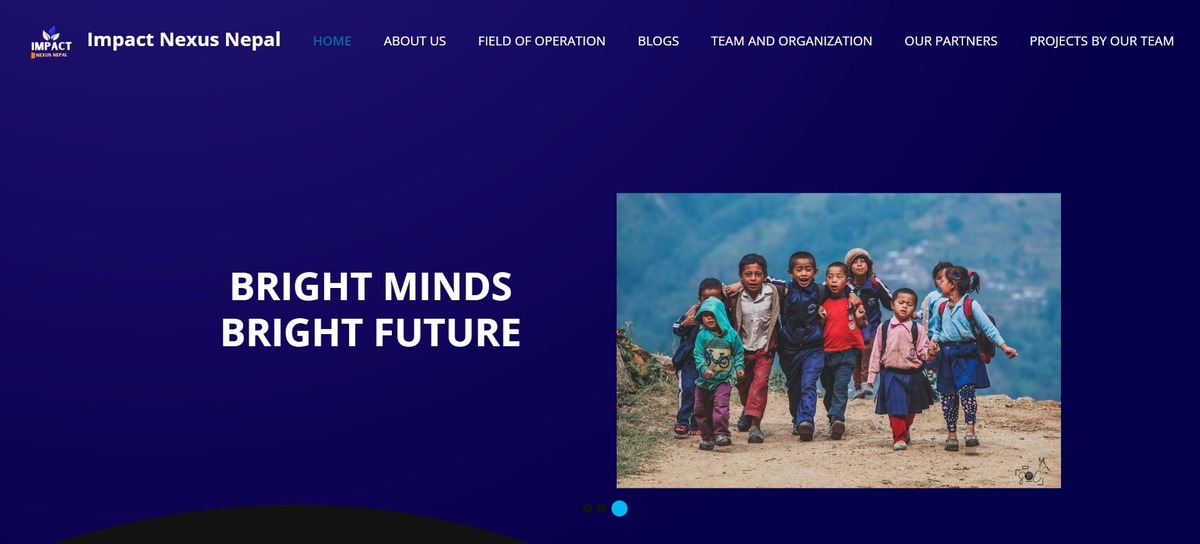 IMPACT
NEXUS NEPAL
Impact Nexus Nepal
HOME
ABOUT US
FIELD OF OPERATION
BLOGS
TEAM AND ORGANIZATION
OUR PARTNERS
PROJECTS BY OUR TEAM
BRIGHT MINDS
BRIGHT FUTURE